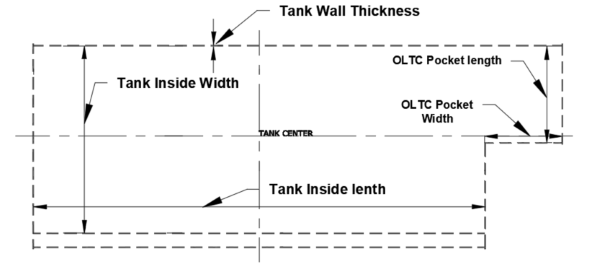 Tank Wall Thickness
OLTC Pocket length
Tank Inside Width
OLTC Pocket
Width
TANK CENTER
Tank Inside lenth